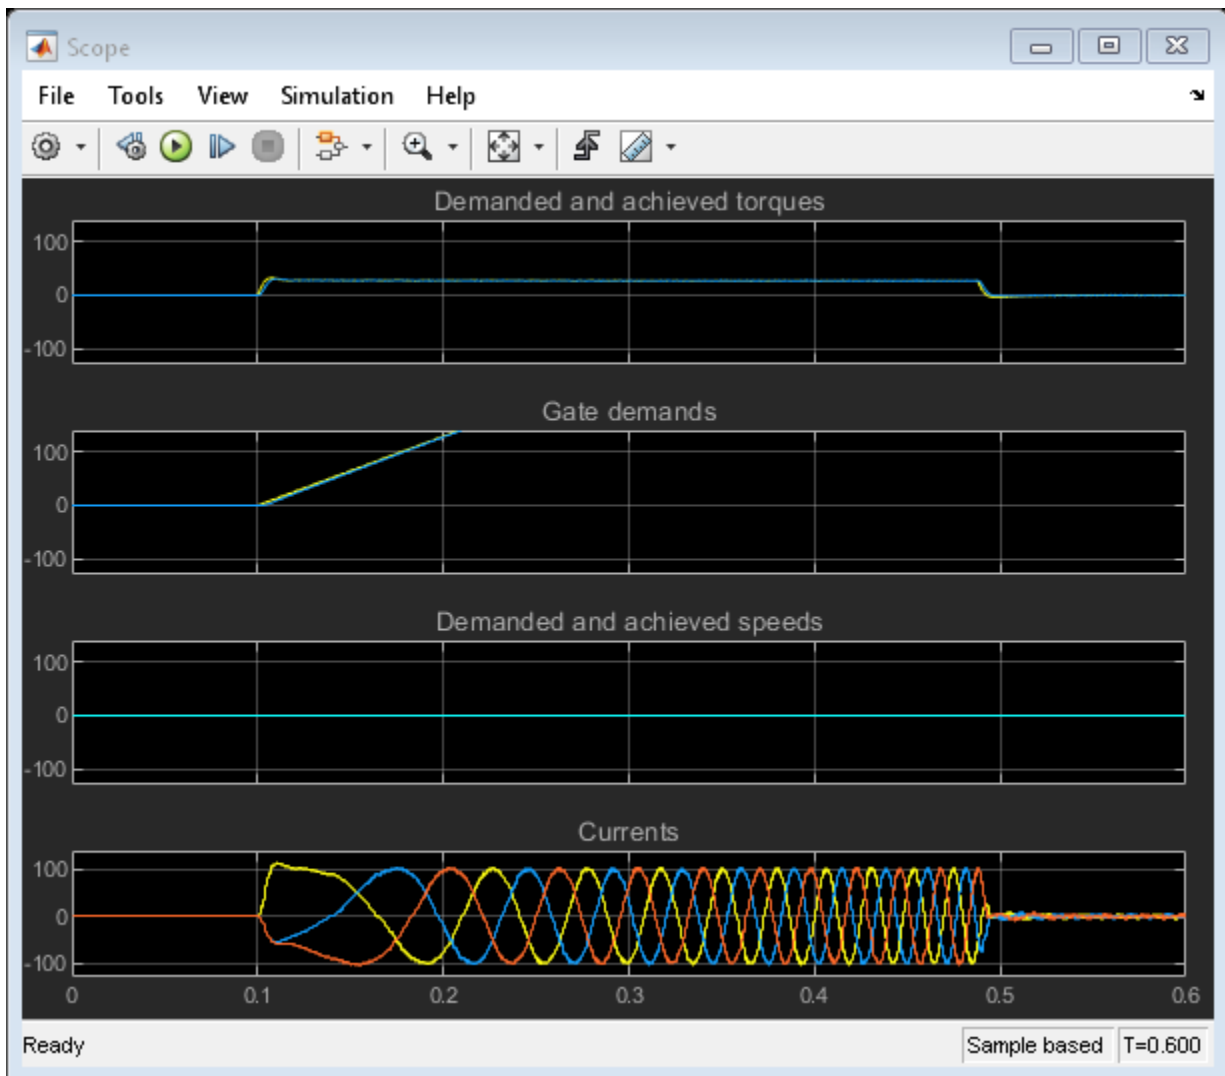 Scope
File Tools View Simulation Help
Demanded and achieved torques
100
0
-100
Gate demands
100
0
-100
Demanded and achieved speeds
100
0
-100
Currents
100
0
-100
0 0.1 0.2 0.3 0.4 0.5 0.6
Ready Sample based T=0.600